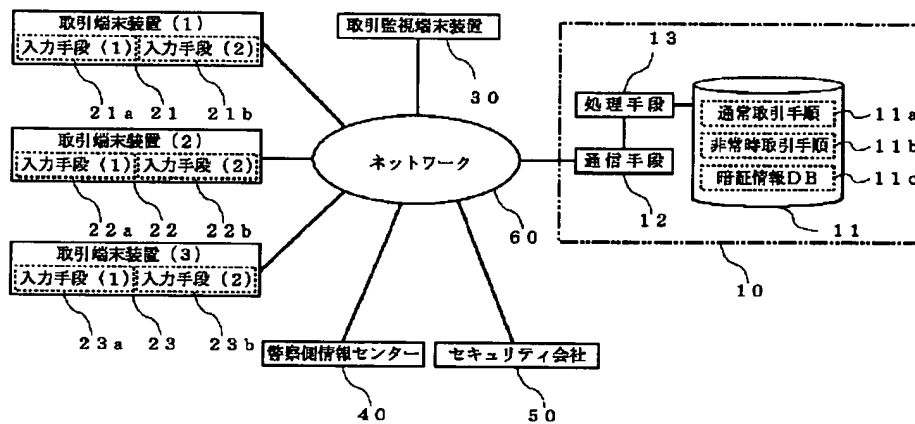 取引端末装置（1）
入力手段（1） 入力手段（2）
21a 21 21b
取引端末装置（2）
入力手段（1） 入力手段（2）
22a 22 22b
取引端末装置（3）
入力手段（1） 入力手段（2）
23a 23 23b
取引監視端末装置
30
ネットワーク
60
警察側情報センター
40
セキュリティ会社
50
13
処理手段
通信手段
12
通常取引手順
11a
非常時取引手順
11b
暗証情報DB
11c
11
10